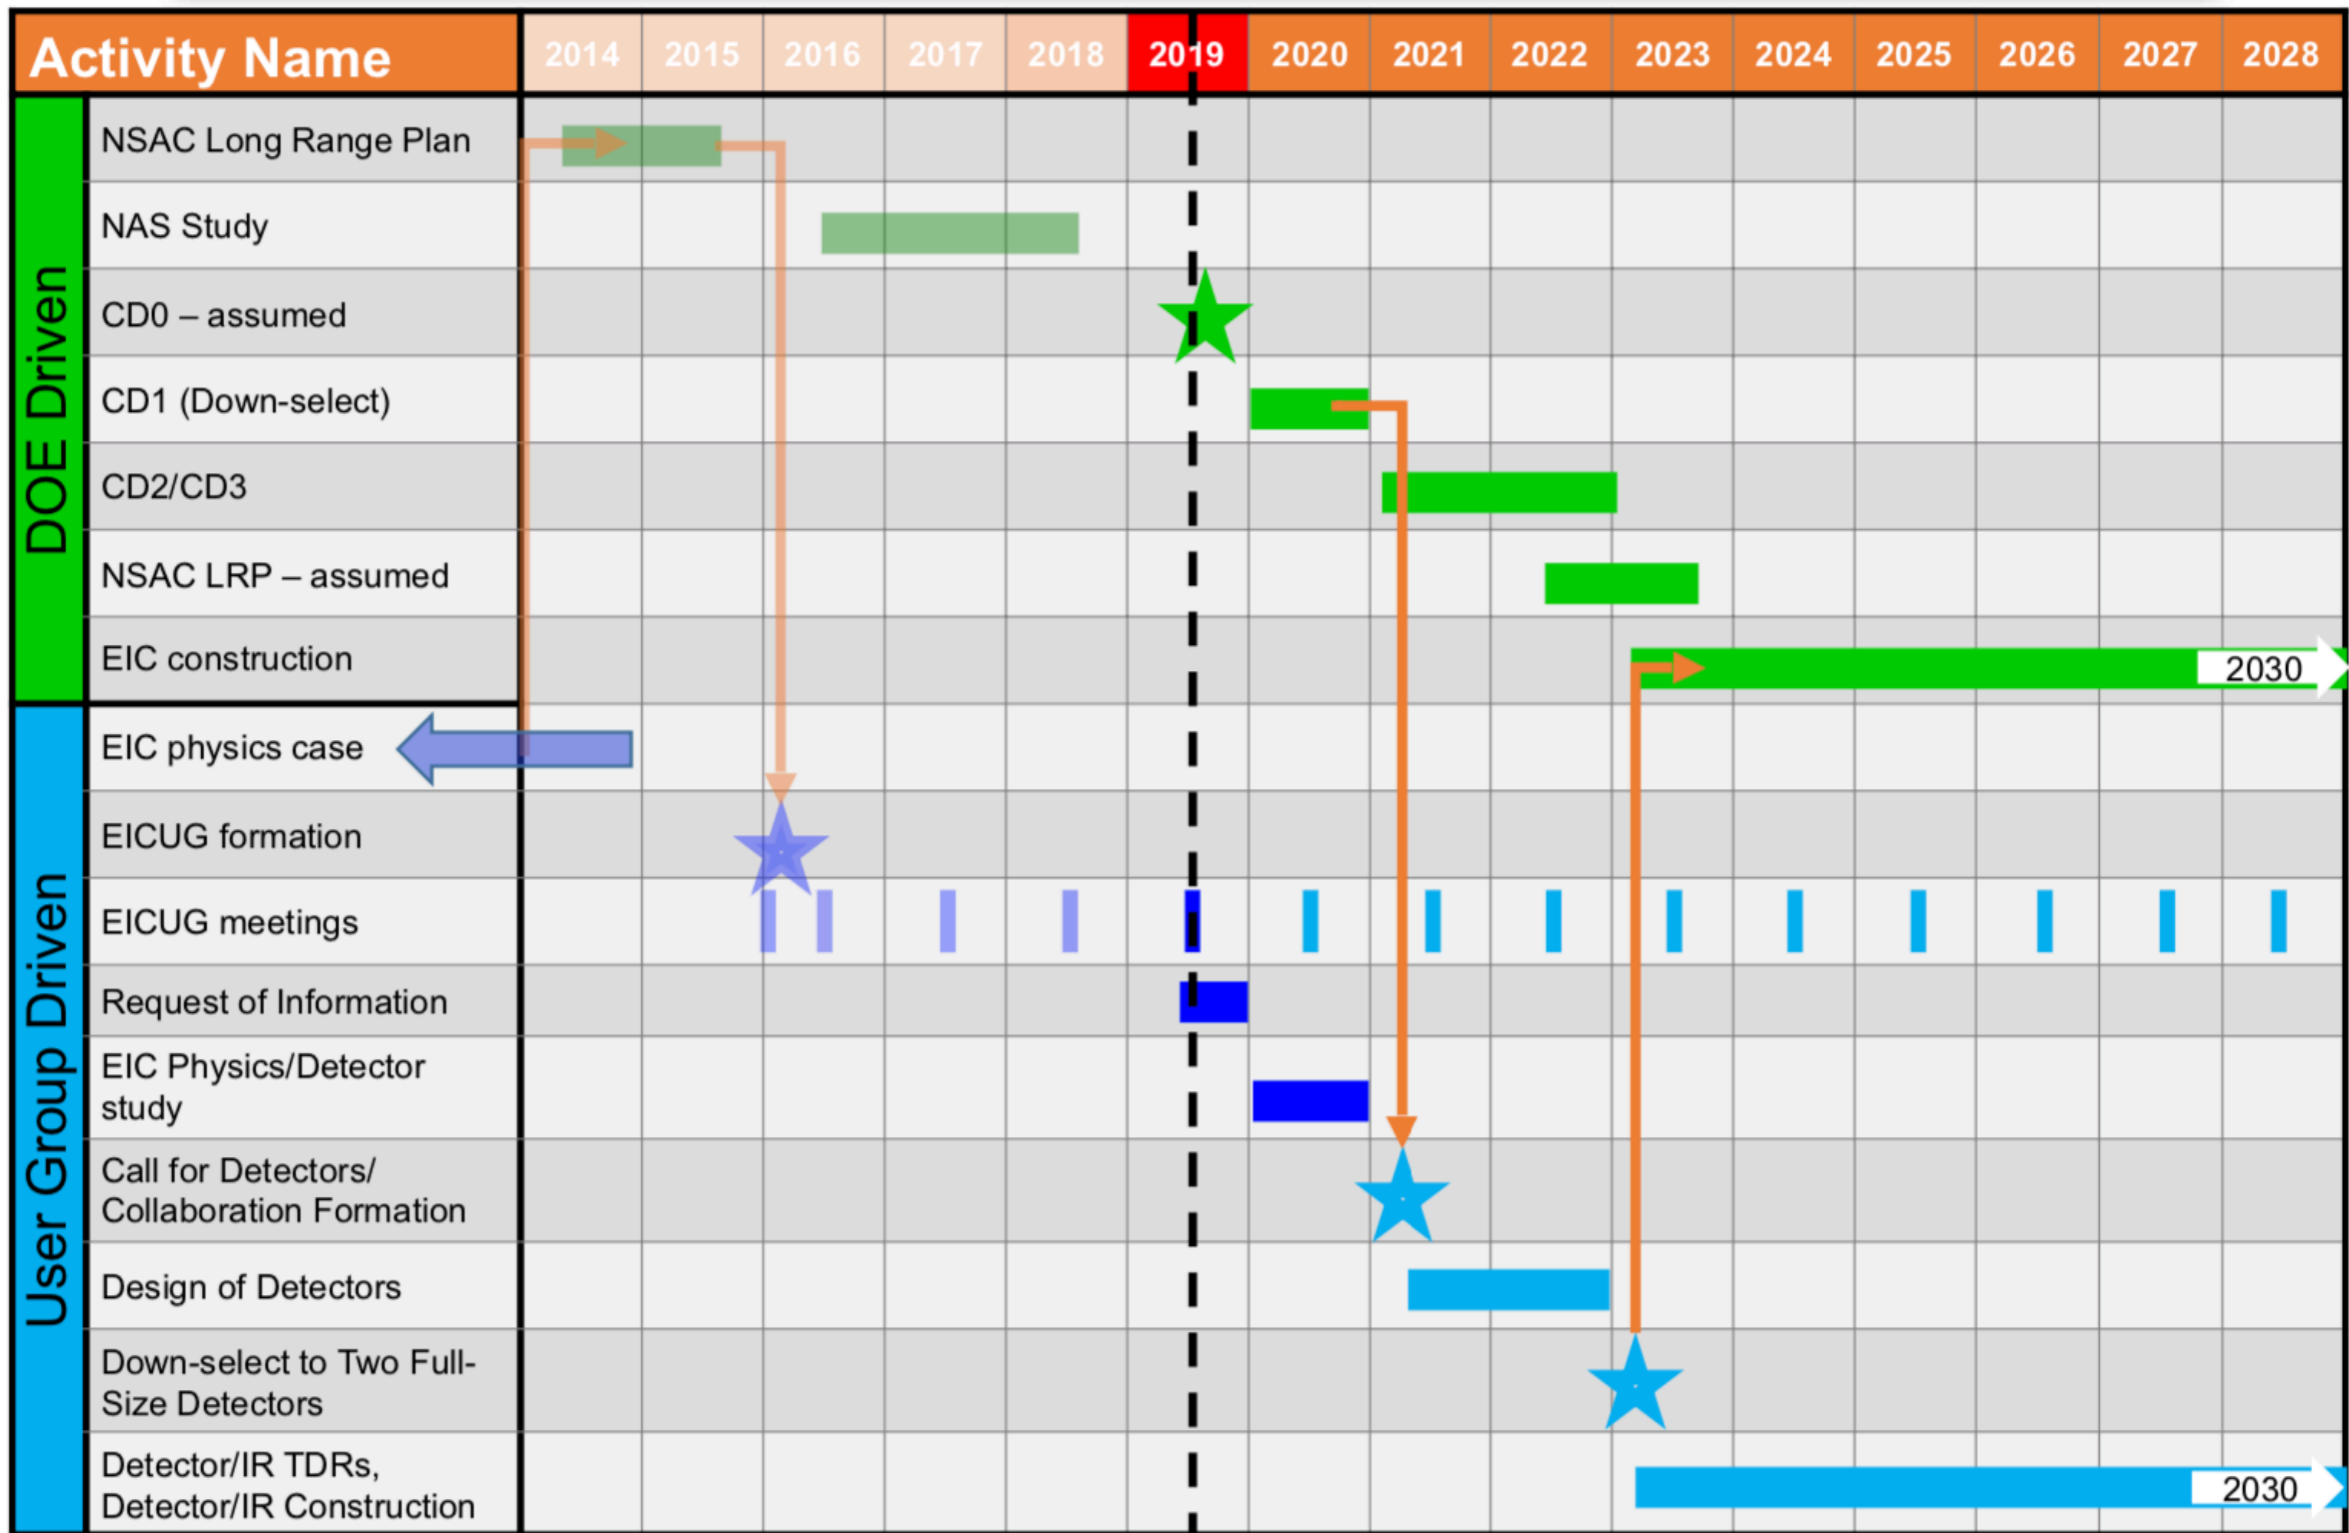 Activity Name 2014 2015 2016 2017 2018 2019 2020 2021 2022 2023 2024 2025 2026 2027 2028
DOE Driven
NSAC Long Range Plan
NAS Study
CD0 – assumed
CD1 (Down-select)
CD2/CD3
NSAC LRP – assumed
EIC construction
2030
User Group Driven
EIC physics case
EICUG formation
EICUG meetings
Request of Information
EIC Physics/Detector
study
Call for Detectors/
Collaboration Formation
Design of Detectors
Down-select to Two Full-
Size Detectors
Detector/IR TDRs,
Detector/IR Construction
2030